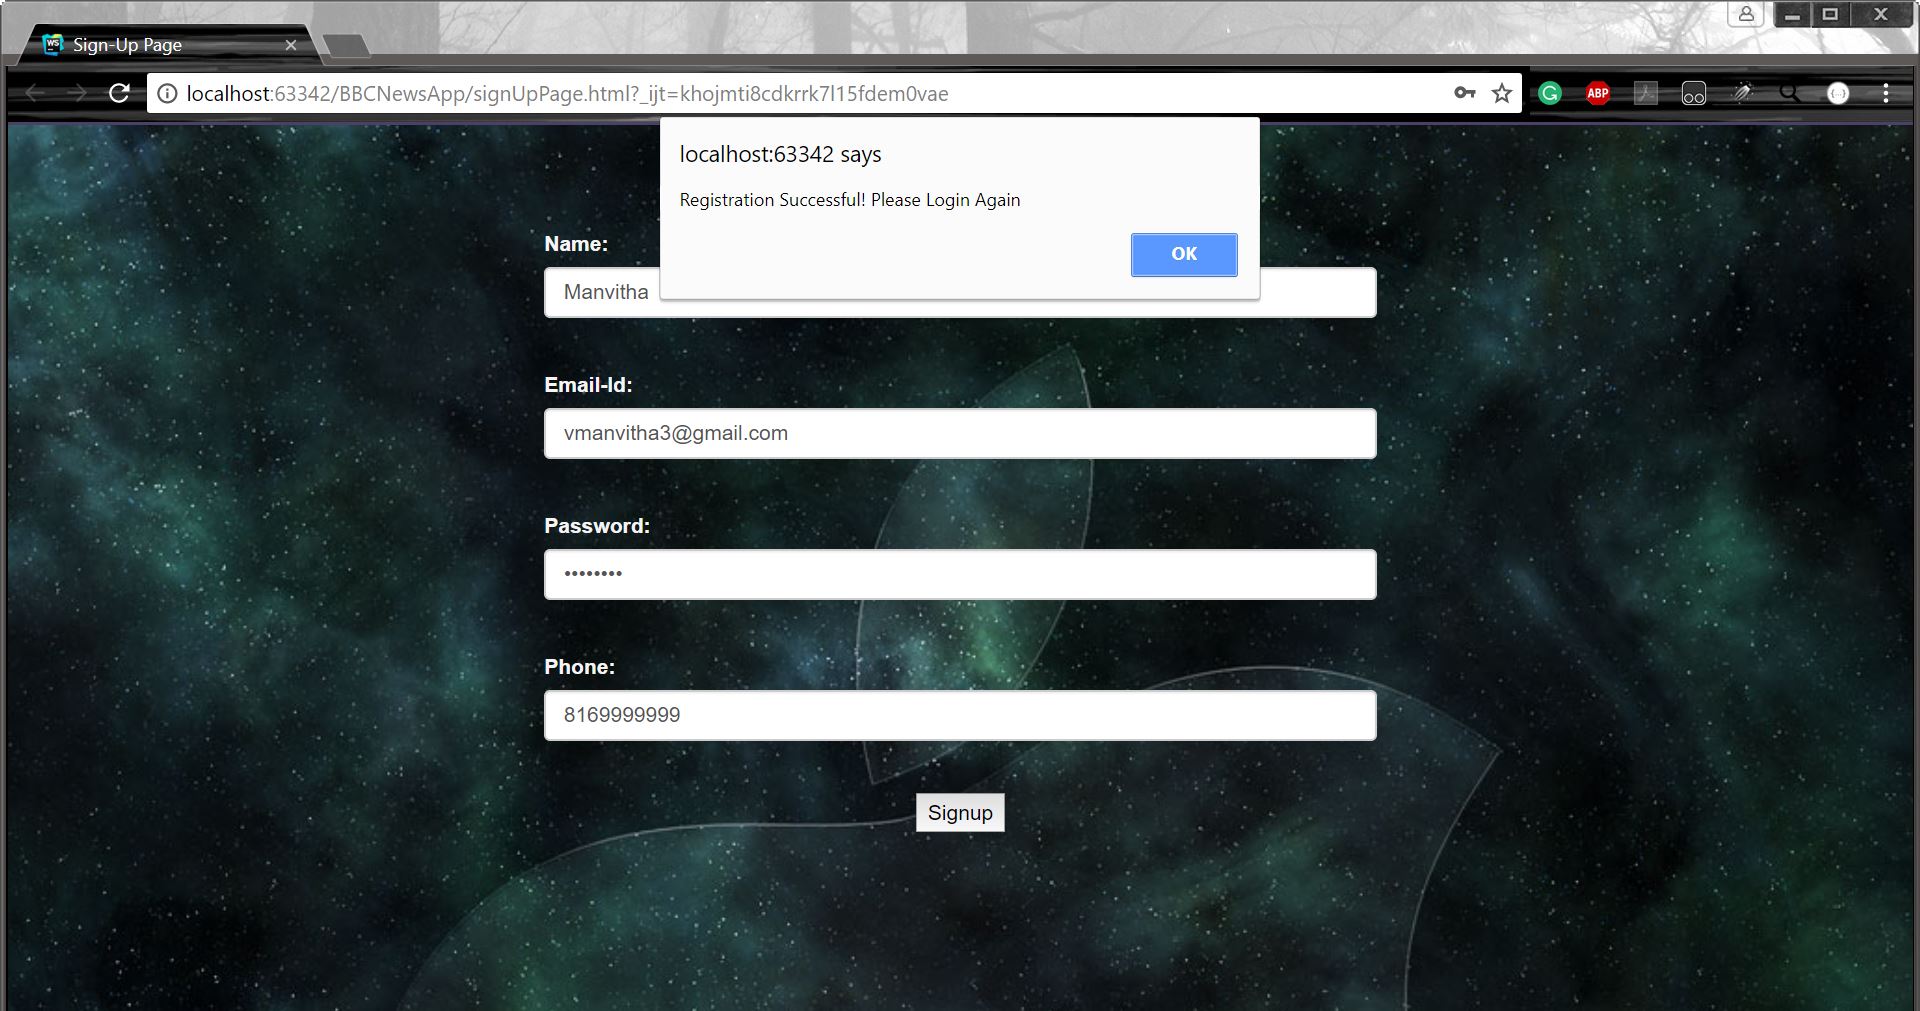 Sign-Up Page
localhost:63342/BBCNewsApp/signUpPage.html?_ijt=khojmti8cdkrrk7l15fdem0vae
ABP
localhost:63342 says
Registration Successful! Please Login Again
OK
Name:
Manvitha
Email-Id:
vmanvitha3@gmail.com
Password:
••••••••
Phone:
8169999999
Signup